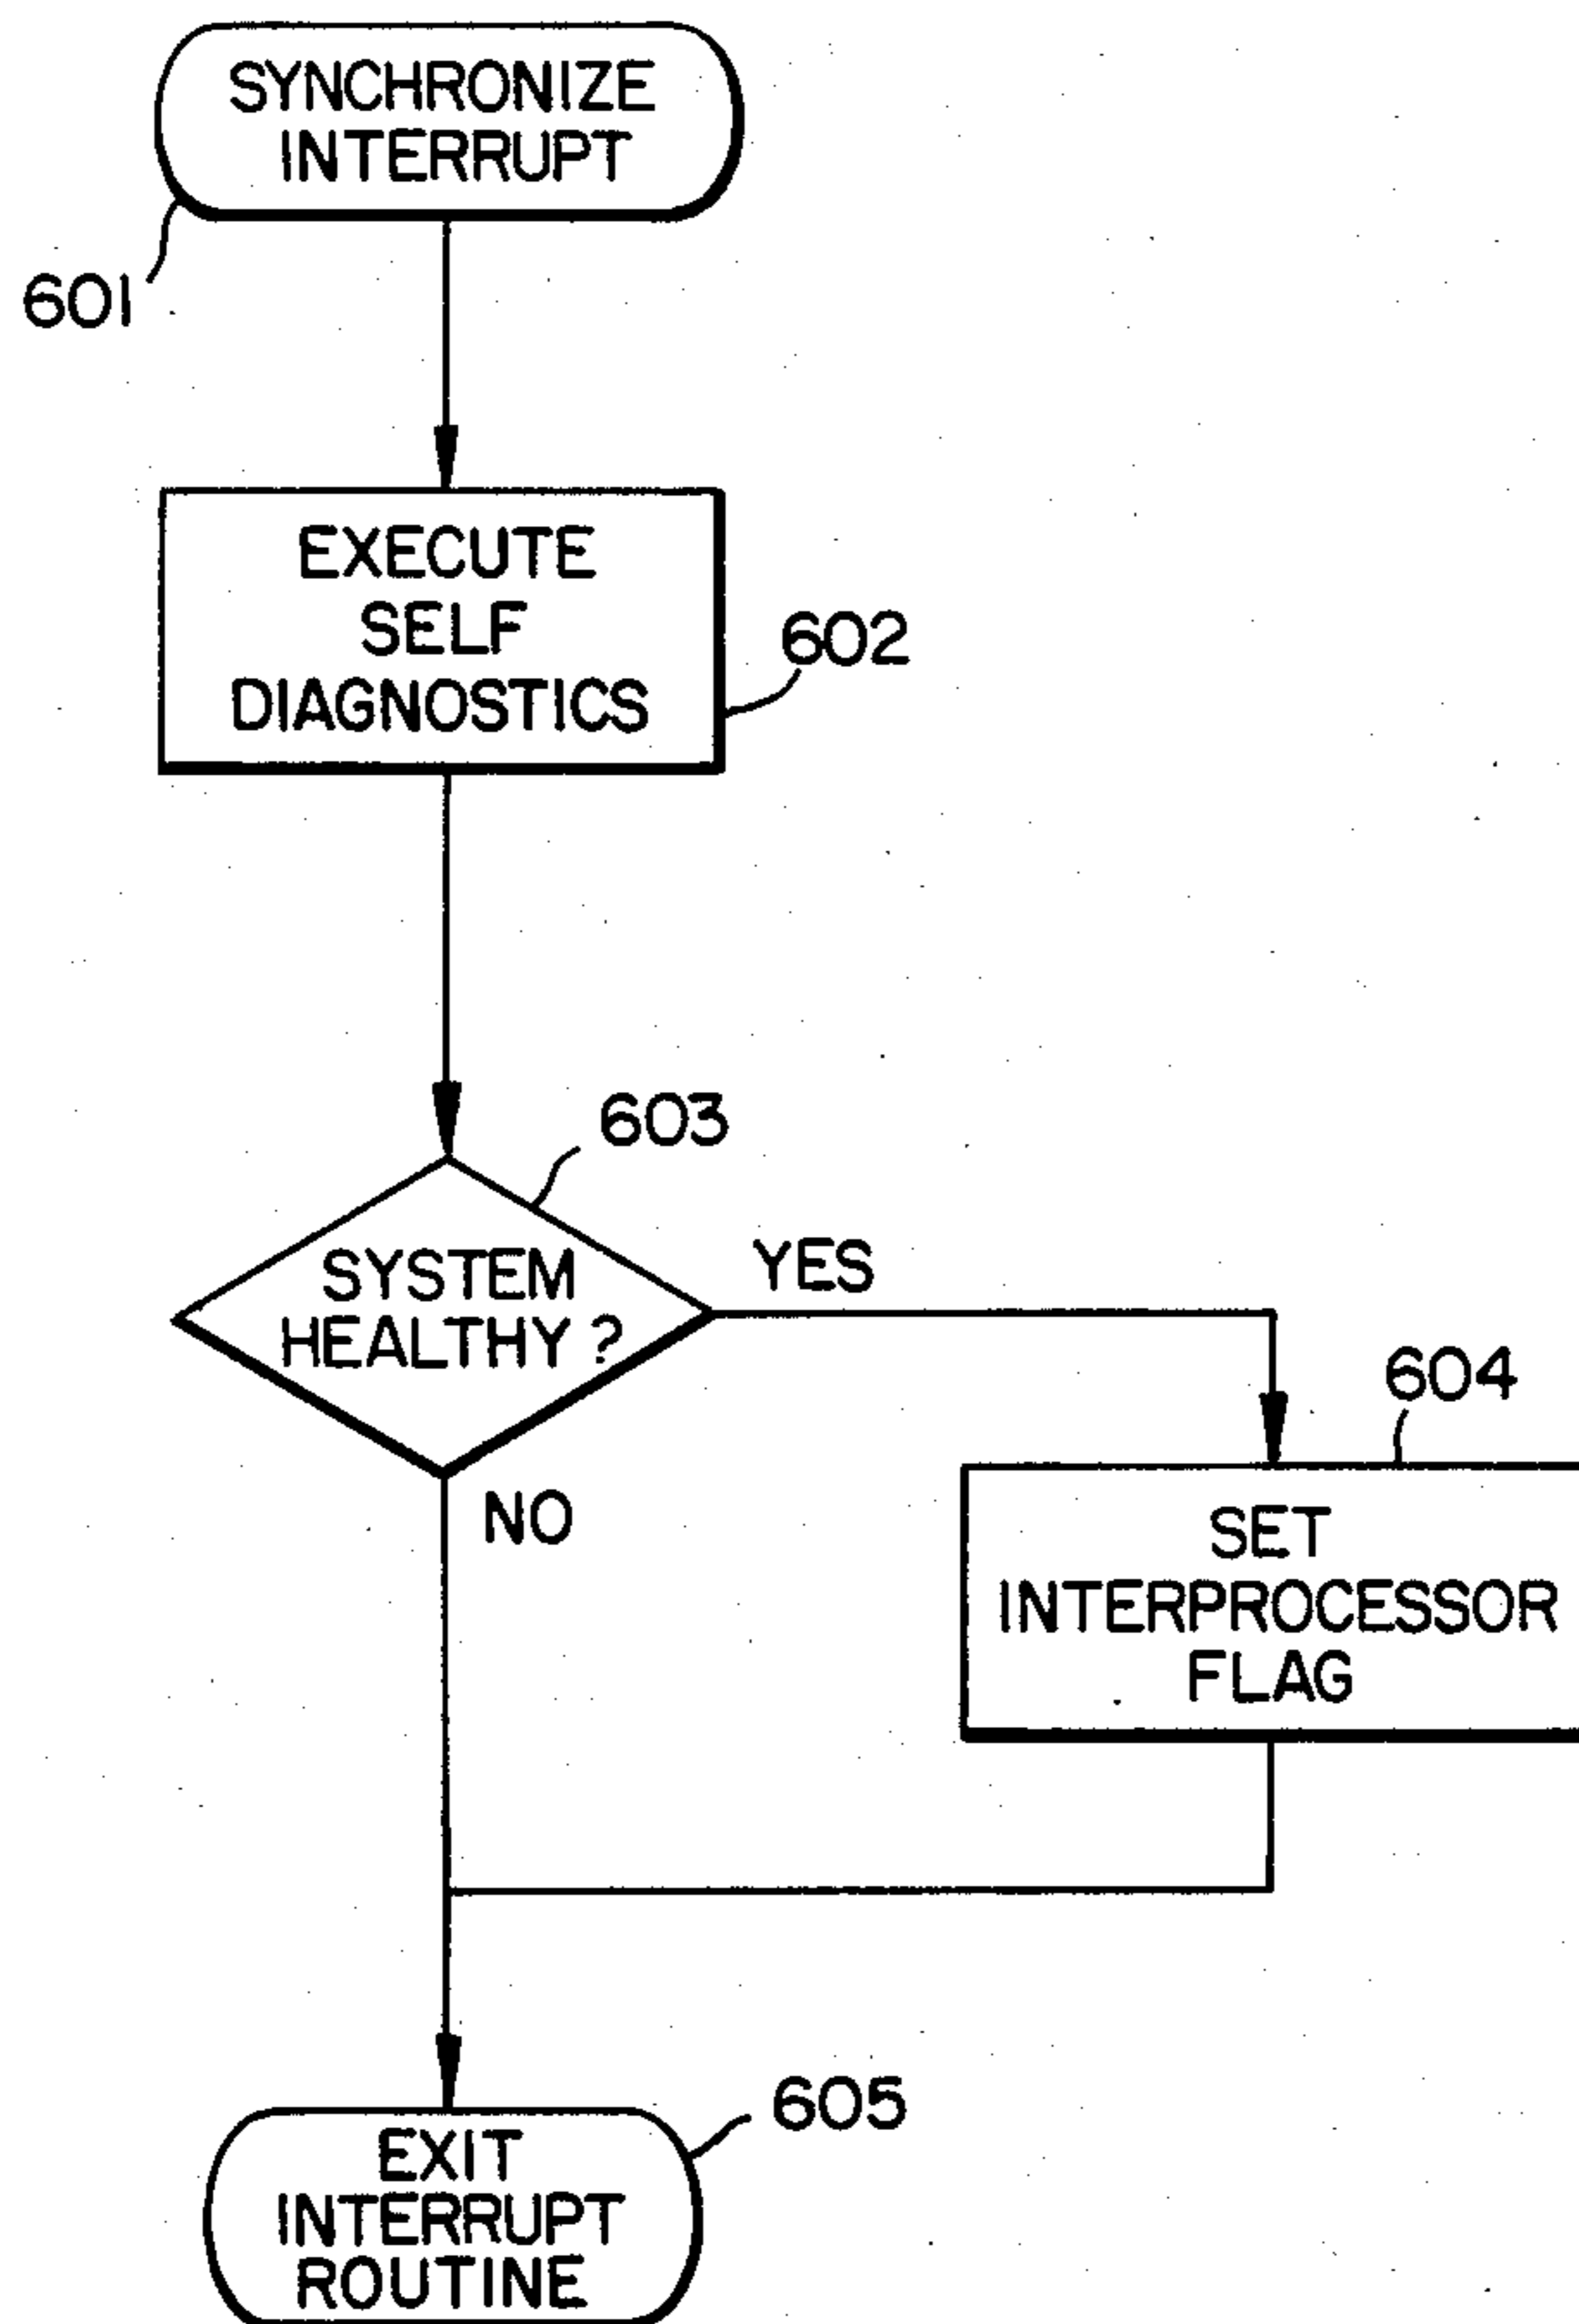 SYNCHRONIZE
INTERRUPT
601
EXECUTE
SELF
DIAGNOSTICS
602
603
SYSTEM
HEALTHY ?
YES
NO
604
SET
INTERPROCESSOR
FLAG
605
EXIT
INTERRUPT
ROUTINE